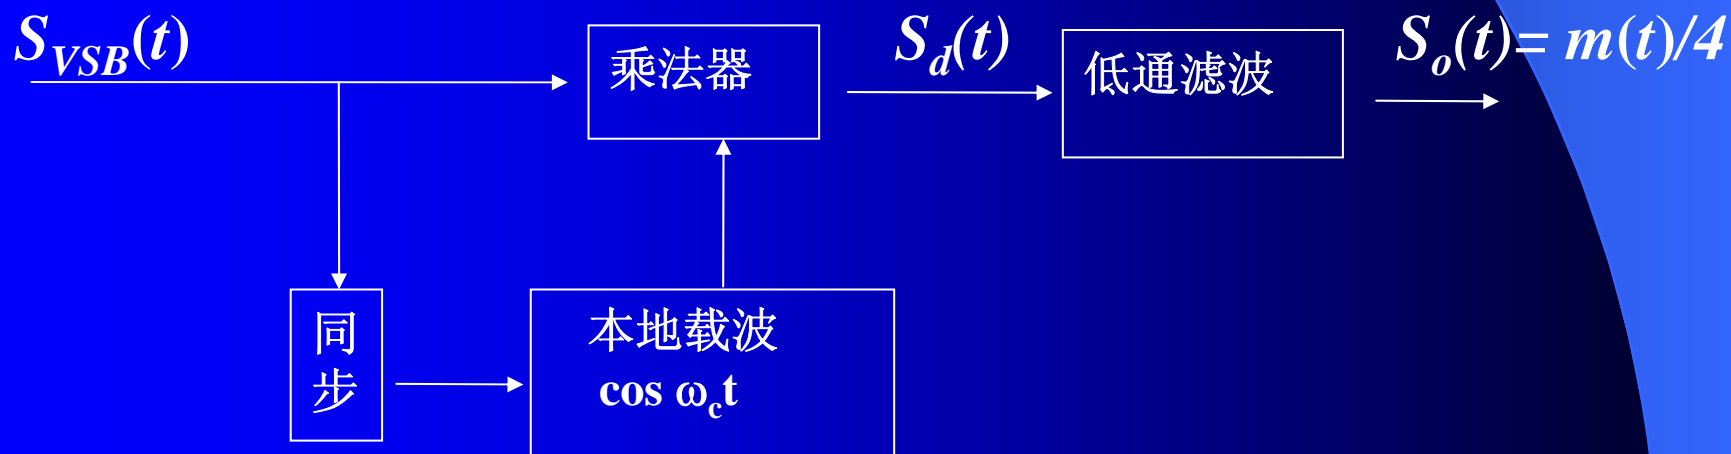 S_VSB(t)
乘法器
S_d(t)
低通滤波
S_o(t)= m(t)/4
同步
本地载波
cos ω_c t